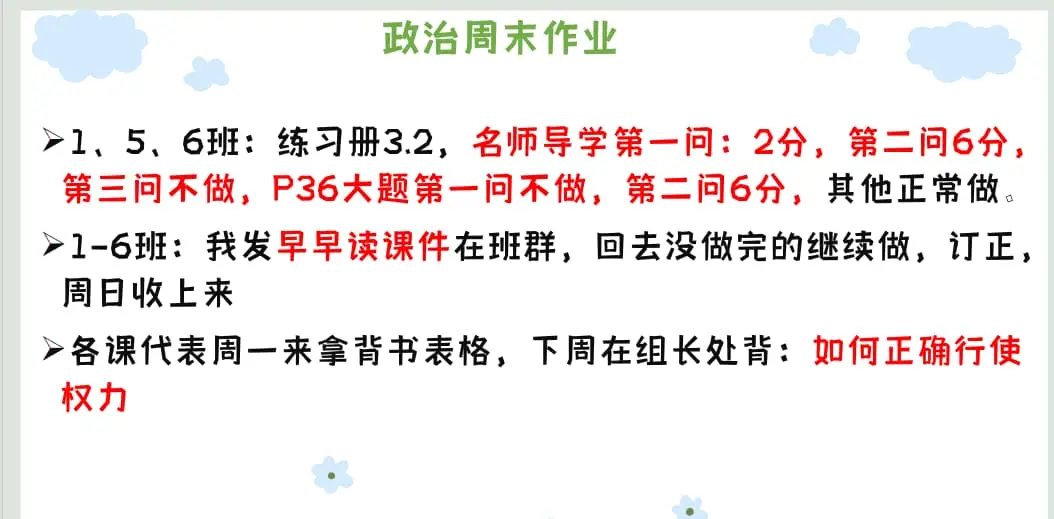 政治周末作业
➢1、5、6班：练习册3.2，名师导学第一问：2分，第二问6分，
第三问不做，P36大题第一问不做，第二问6分，其他正常做。
➢1-6班：我发早早读课件在班群，回去没做完的继续做，订正，
周日收上来
➢各课代表周一来拿背书表格，下周在组长处背：如何正确行使
权力